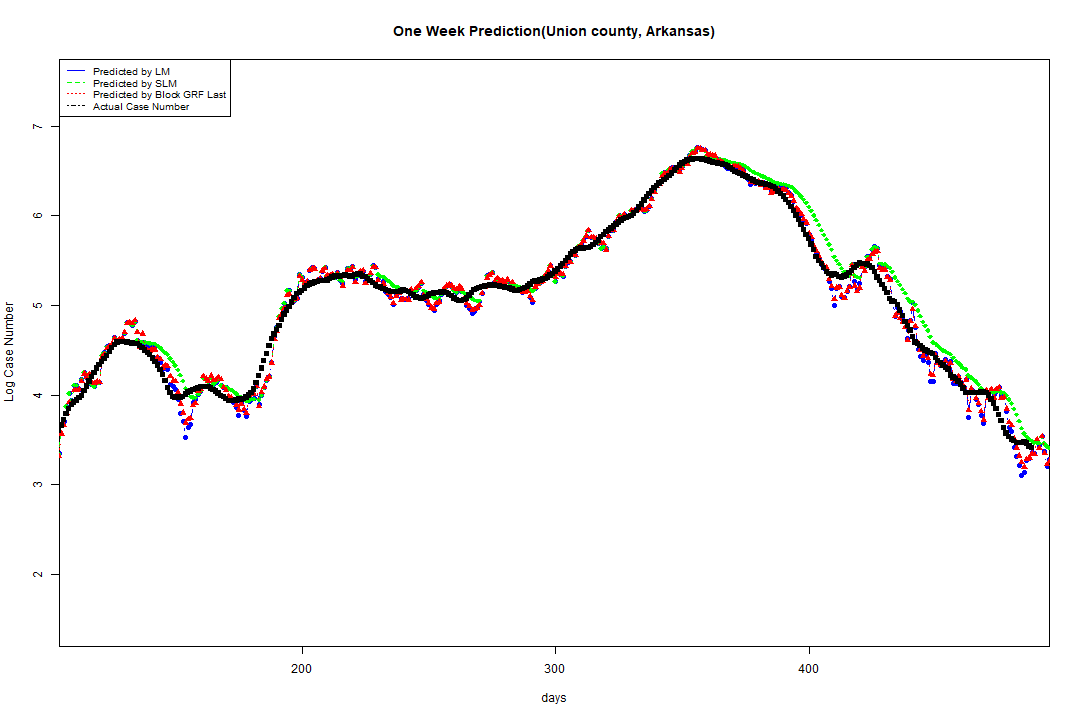 One Week Prediction(Union county, Arkansas)
Predicted by LM
Predicted by SLM
Predicted by Block GRF Last
Actual Case Number
7
6
5
4
3
2
Log Case Number
200
300
400
days